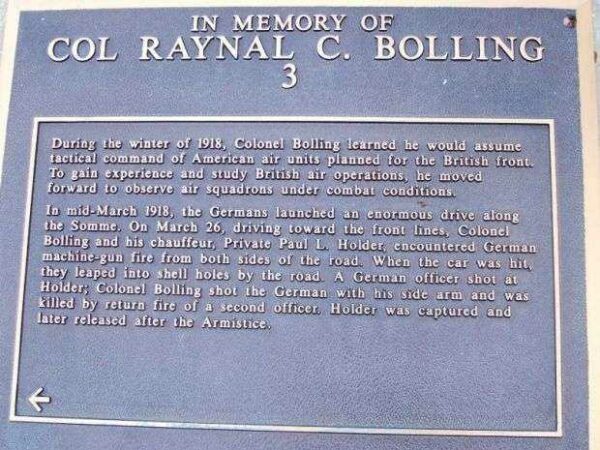 IN MEMORY OF
COL RAYNAL C. BOLLING
3
During the winter of 1918, Colonel Bolling learned he would assume
tactical command of American air units planned for the British front.
To gain experience and study British air operations, he moved
forward to observe air squadrons under combat conditions.
In mid-March 1918, the Germans launched an enormous drive along
the Somme. On March 26, driving toward the front lines, Colonel
Bolling and his chauffeur, Private Paul L. Holder, encountered German
machine-gun fire from both sides of the road. When the car was hit,
they leaped into shell holes by the road. A German officer shot at
Holder; Colonel Bolling shot the German with his side arm and was
killed by return fire of a second officer. Holder was captured and
later released after the Armistice.